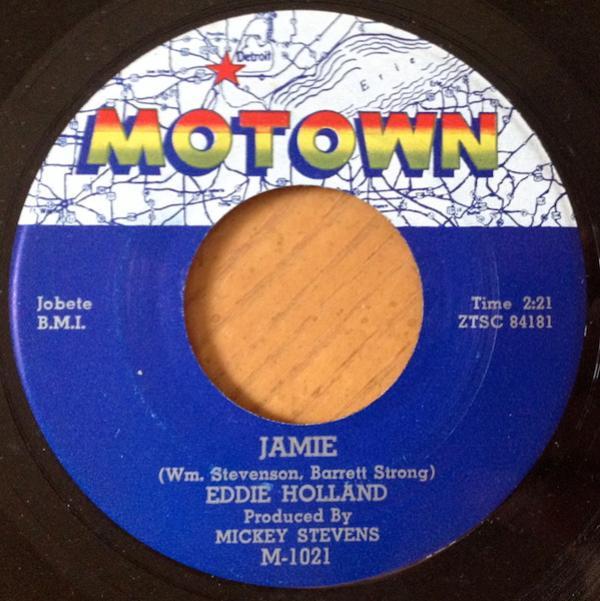 Detroit
Erie
MOTOWN
Jobete
B.M.I.
Time 2:21
ZTSC 84181
JAMIE
(Wm. Stevenson, Barrett Strong)
EDDIE HOLLAND
Produced By
MICKEY STEVENS
M-1021